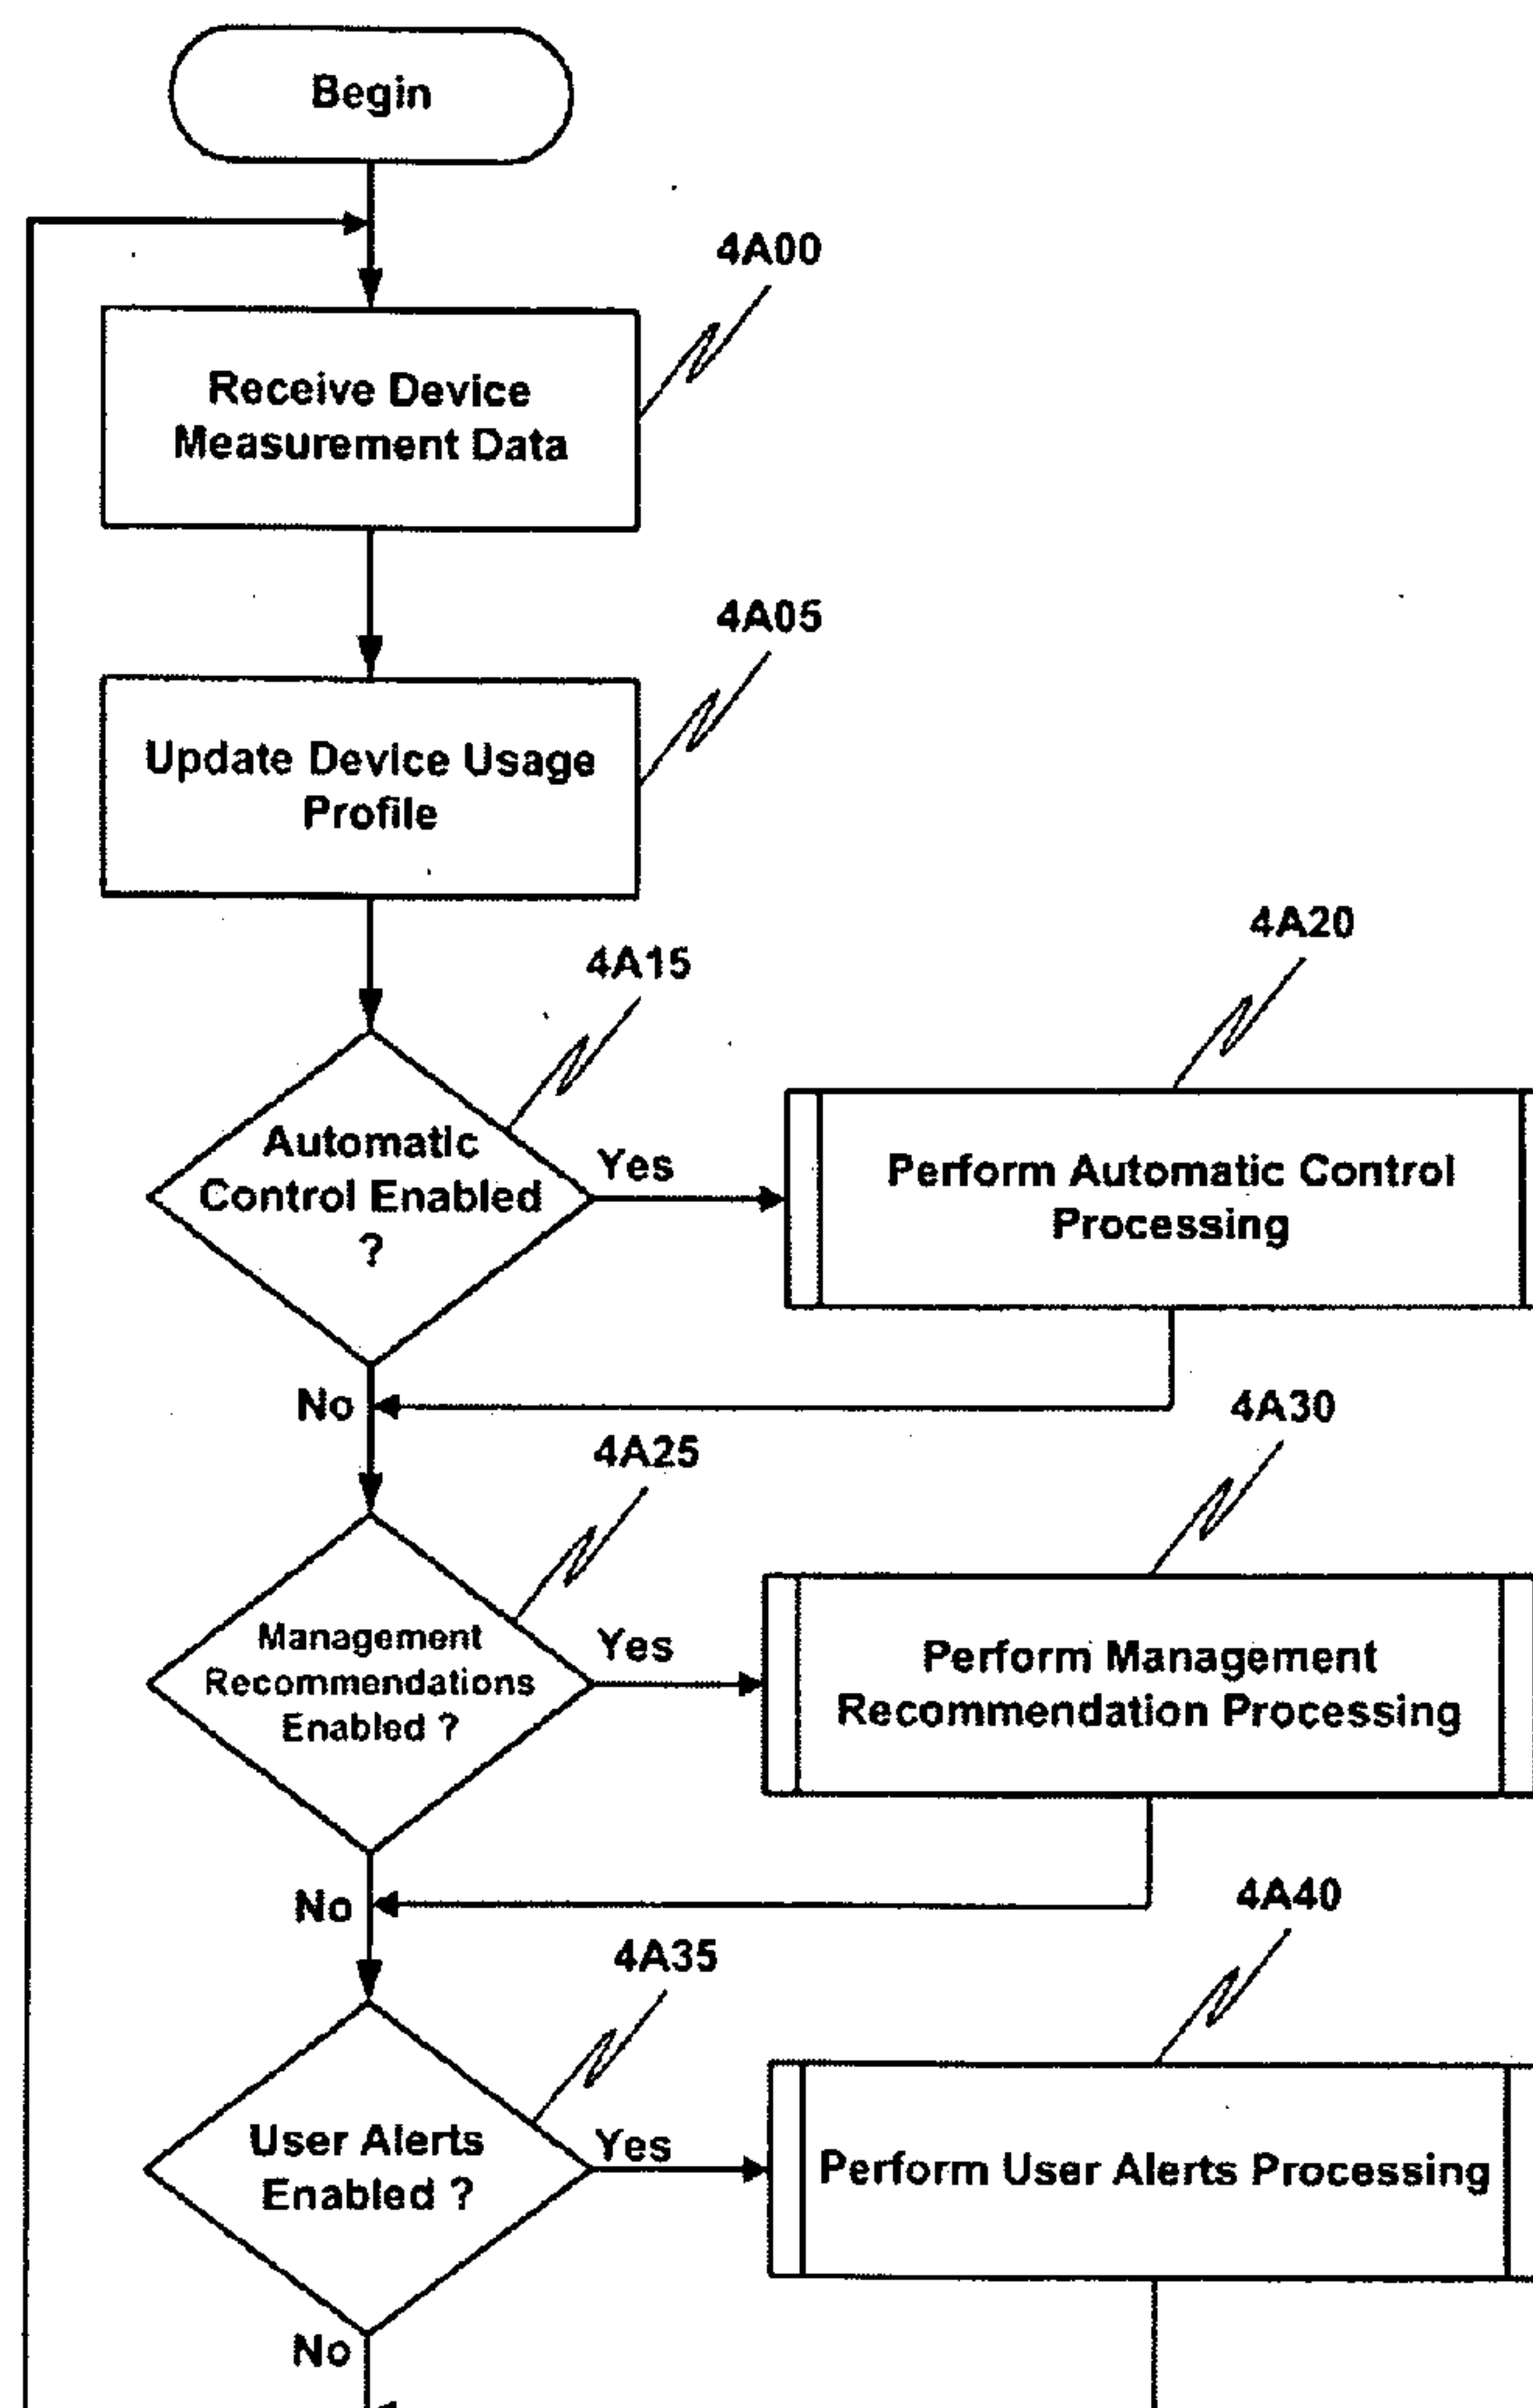 Begin
4A00
Receive Device
Measurement Data
4A05
Update Device Usage
Profile
4A15
4A20
Automatic
Control Enabled
?
Yes
Perform Automatic Control
Processing
No
4A25
4A30
Management
Recommendations
Enabled ?
Yes
Perform Management
Recommendation Processing
No
4A35
4A40
User Alerts
Enabled ?
Yes
Perform User Alerts Processing
No